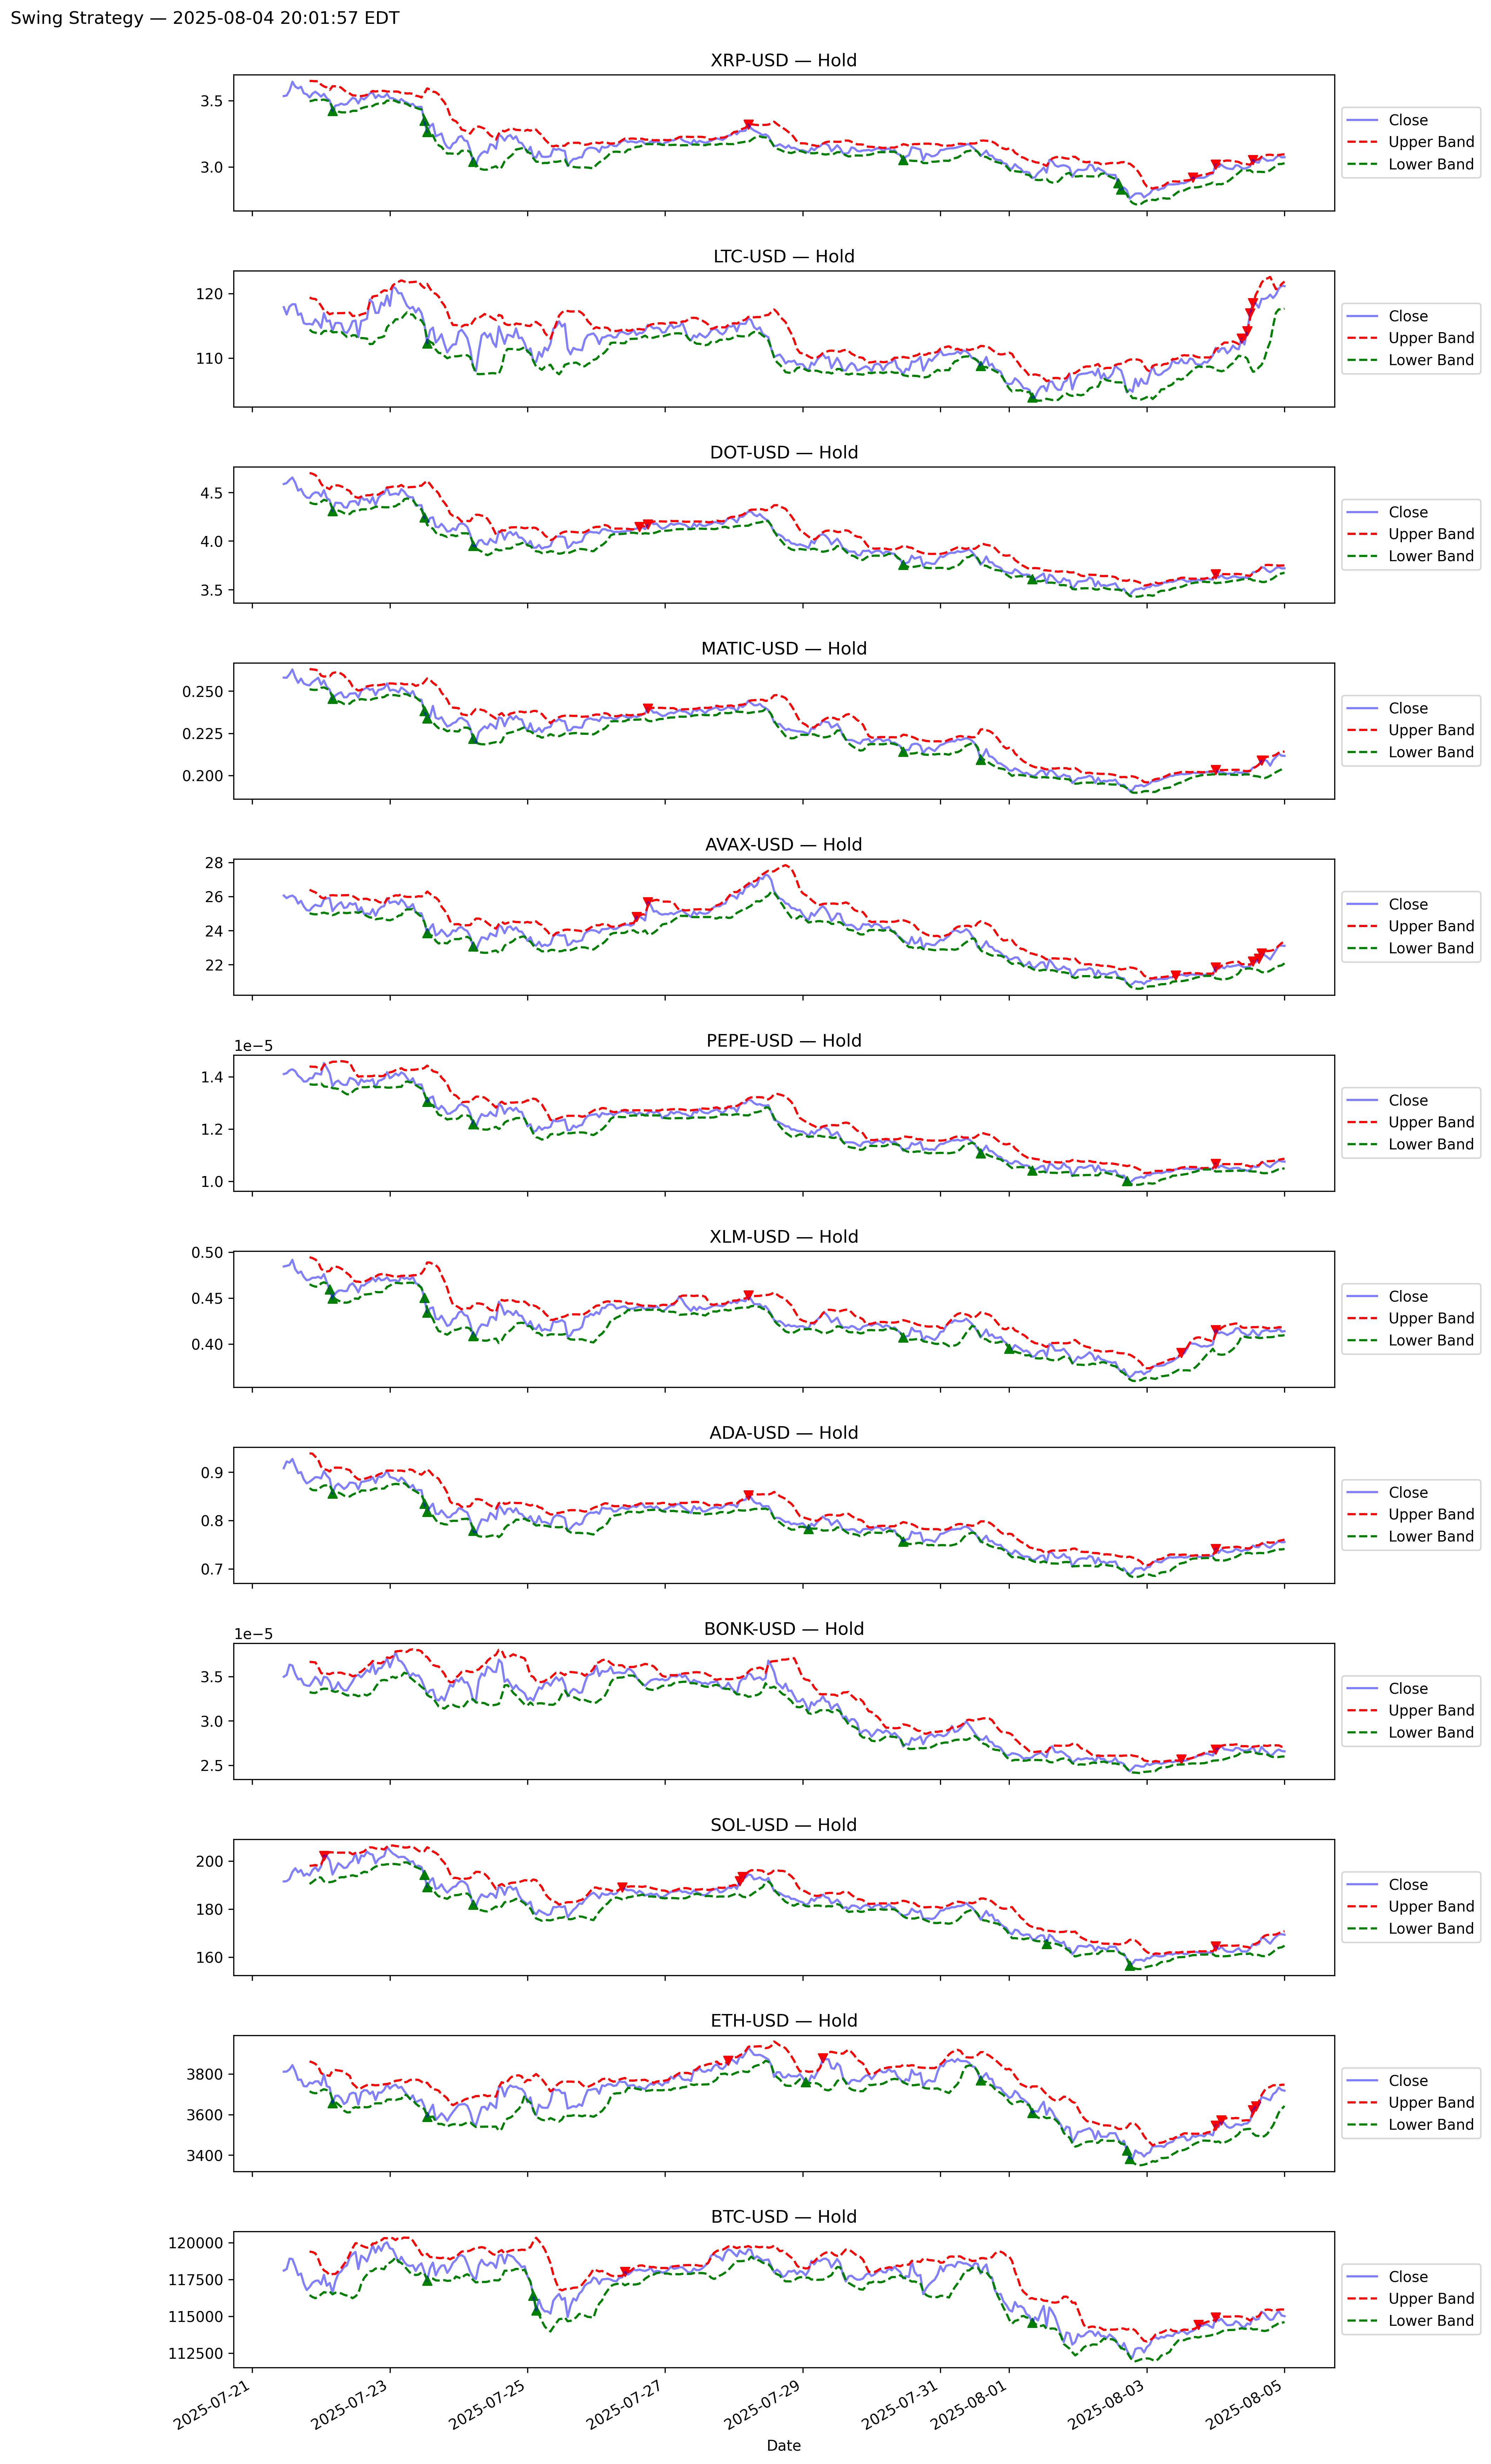 Swing Strategy — 2025-08-04 20:01:57 EDT
XRP-USD — Hold
3.5
3.0
Close
Upper Band
Lower Band
LTC-USD — Hold
120
110
Close
Upper Band
Lower Band
DOT-USD — Hold
4.5
4.0
3.5
Close
Upper Band
Lower Band
MATIC-USD — Hold
0.250
0.225
0.200
Close
Upper Band
Lower Band
AVAX-USD — Hold
28
26
24
22
Close
Upper Band
Lower Band
PEPE-USD — Hold
1e−5
1.4
1.2
1.0
Close
Upper Band
Lower Band
XLM-USD — Hold
0.50
0.45
0.40
Close
Upper Band
Lower Band
ADA-USD — Hold
0.9
0.8
0.7
Close
Upper Band
Lower Band
BONK-USD — Hold
1e−5
3.5
3.0
2.5
Close
Upper Band
Lower Band
SOL-USD — Hold
200
180
160
Close
Upper Band
Lower Band
ETH-USD — Hold
3800
3600
3400
Close
Upper Band
Lower Band
BTC-USD — Hold
120000
117500
115000
112500
Close
Upper Band
Lower Band
2025-07-21
2025-07-23
2025-07-25
2025-07-27
2025-07-29
2025-07-31
2025-08-01
2025-08-03
2025-08-05
Date